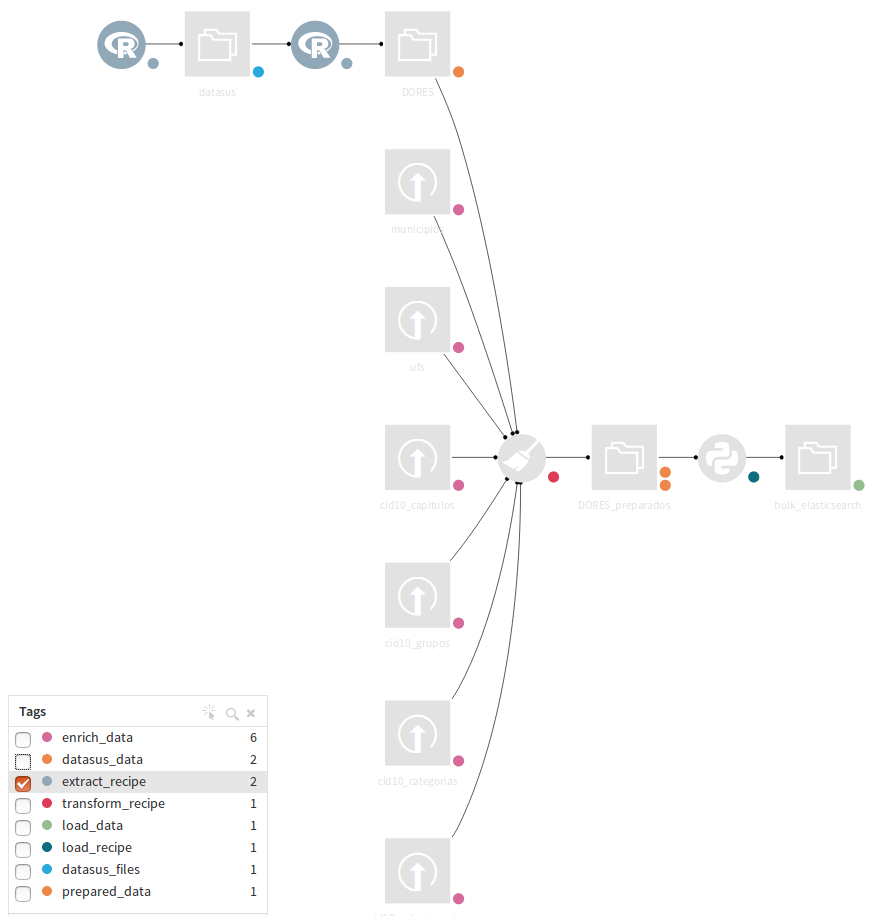 R
R
datasus
DORES
municipios
ufs
cid10_capitulos
DORES_preparados
bulk_elasticsearch
cid10_grupos
cid10_categorias
Tags
enrich_data 6
datasus_data 2
extract_recipe 2
transform_recipe 1
load_data 1
load_recipe 1
datasus_files 1
prepared_data 1